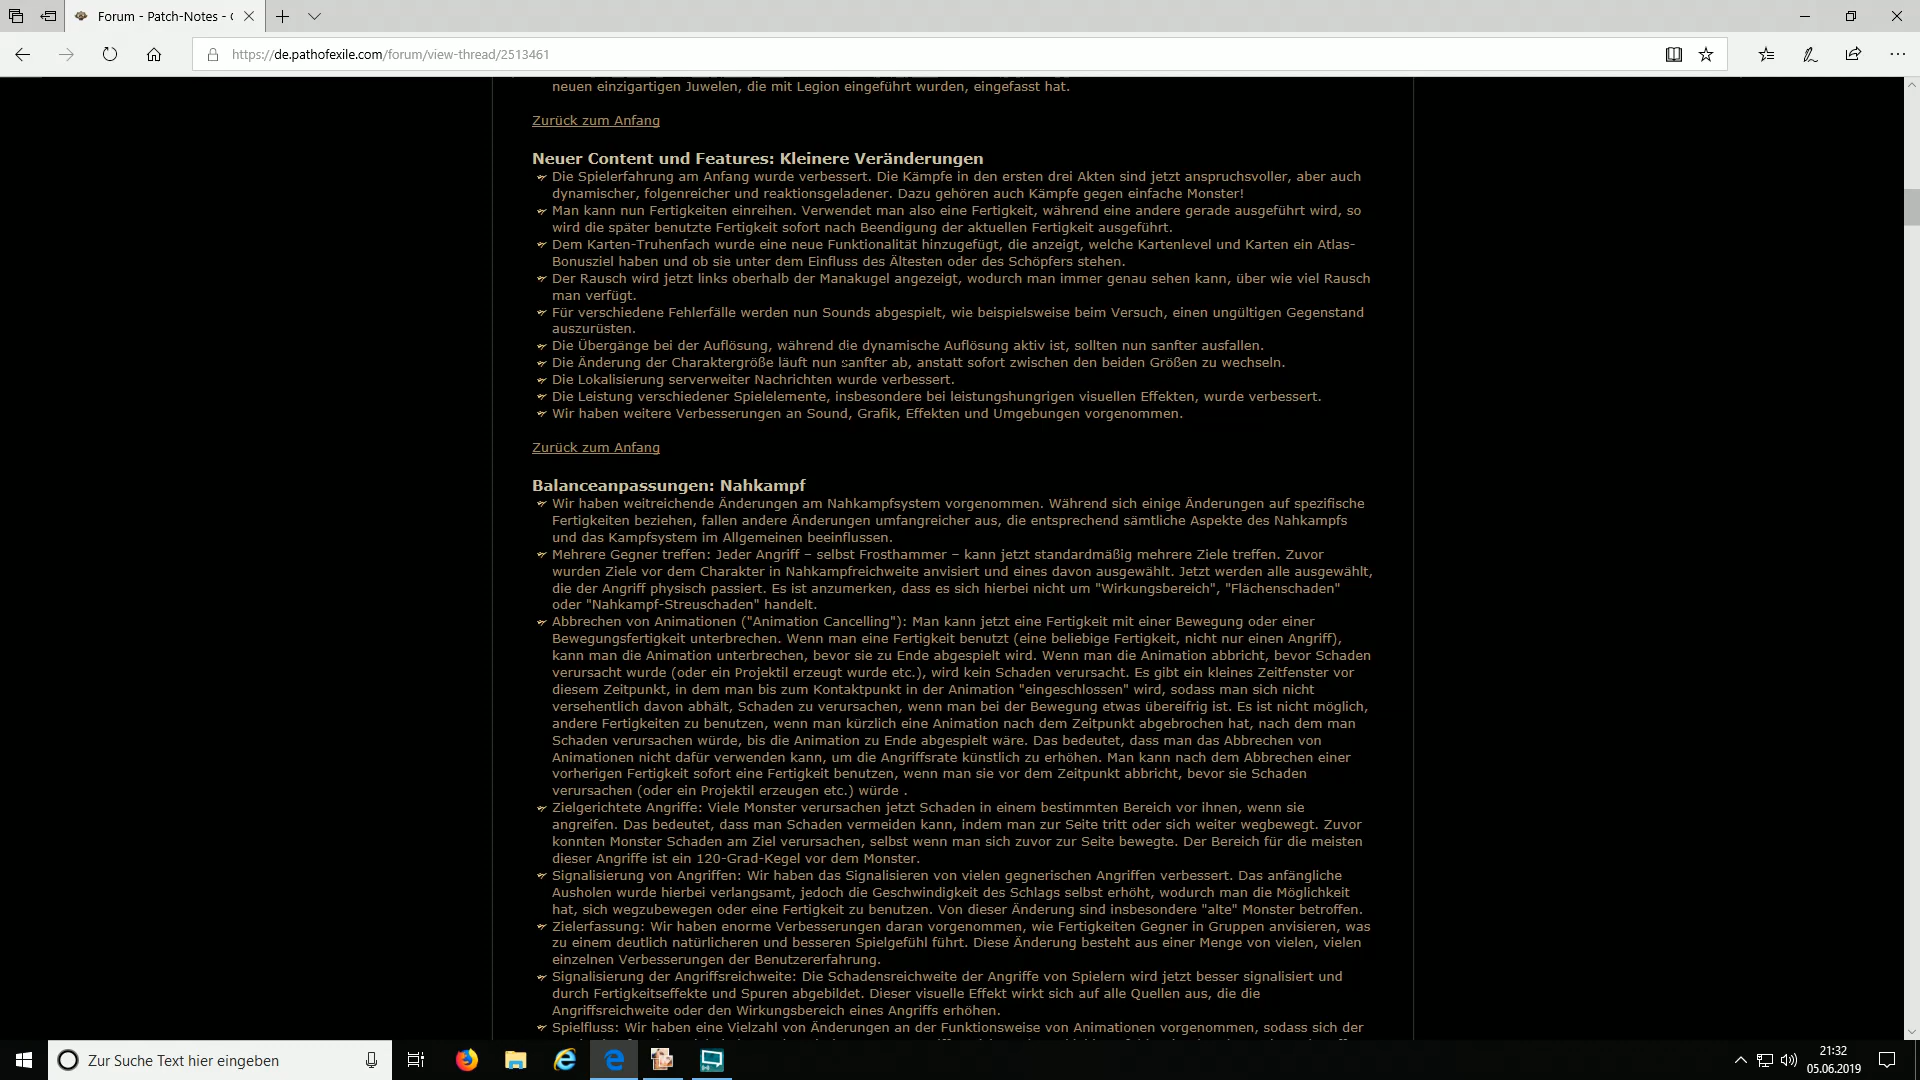 Forum - Patch-Notes - 
https://de.pathofexile.com/forum/view-thread/2513461
neuen einzigartigen Juwelen, die mit Legion eingeführt wurden, eingefasst hat.
Zurück zum Anfang
Neuer Content und Features: Kleinere Veränderungen
Die Spielerfahrung am Anfang wurde verbessert. Die Kämpfe in den ersten drei Akten sind jetzt anspruchsvoller, aber auch
dynamischer, folgenreicher und reaktionsgeladener. Dazu gehören auch Kämpfe gegen einfache Monster!
Man kann nun Fertigkeiten einreihen. Verwendet man also eine Fertigkeit, während eine andere gerade ausgeführt wird, so
wird die später benutzte Fertigkeit sofort nach Beendigung der aktuellen Fertigkeit ausgeführt.
Dem Karten-Truhenfach wurde eine neue Funktionalität hinzugefügt, die anzeigt, welche Kartenlevel und Karten ein Atlas-
Bonusziel haben und ob sie unter dem Einfluss des Ältesten oder des Schöpfers stehen.
Der Rausch wird jetzt links oberhalb der Manakugel angezeigt, wodurch man immer genau sehen kann, über wie viel Rausch
man verfügt.
Für verschiedene Fehlerfälle werden nun Sounds abgespielt, wie beispielsweise beim Versuch, einen ungültigen Gegenstand
auszurüsten.
Die Übergänge bei der Auflösung, während die dynamische Auflösung aktiv ist, sollten nun sanfter ausfallen.
Die Änderung der Charaktergröße läuft nun sanfter ab, anstatt sofort zwischen den beiden Größen zu wechseln.
Die Lokalisierung serverweiter Nachrichten wurde verbessert.
Die Leistung verschiedener Spielelemente, insbesondere bei leistungshungrigen visuellen Effekten, wurde verbessert.
Wir haben weitere Verbesserungen an Sound, Grafik, Effekten und Umgebungen vorgenommen.
Zurück zum Anfang
Balanceanpassungen: Nahkampf
Wir haben weitreichende Änderungen am Nahkampfsystem vorgenommen. Während sich einige Änderungen auf spezifische
Fertigkeiten beziehen, fallen andere Änderungen umfangreicher aus, die entsprechend sämtliche Aspekte des Nahkampfs
und das Kampfsystem im Allgemeinen beeinflussen.
Mehrere Gegner treffen: Jeder Angriff – selbst Frosthammer – kann jetzt standardmäßig mehrere Ziele treffen. Zuvor
wurden Ziele vor dem Charakter in Nahkampfreichweite anvisiert und eines davon ausgewählt. Jetzt werden alle ausgewählt,
die der Angriff physisch passiert. Es ist anzumerken, dass es sich hierbei nicht um "Wirkungsbereich", "Flächenschaden"
oder "Nahkampf-Streuschaden" handelt.
Abbrechen von Animationen ("Animation Cancelling"): Man kann jetzt eine Fertigkeit mit einer Bewegung oder einer
Bewegungsfertigkeit unterbrechen. Wenn man eine Fertigkeit benutzt (eine beliebige Fertigkeit, nicht nur einen Angriff),
kann man die Animation unterbrechen, bevor sie zu Ende abgespielt wird. Wenn man die Animation abbricht, bevor Schaden
verursacht wurde (oder ein Projektil erzeugt wurde etc.), wird kein Schaden verursacht. Es gibt ein kleines Zeitfenster vor
diesem Zeitpunkt, in dem man bis zum Kontaktpunkt in der Animation "eingeschlossen" wird, sodass man sich nicht
versehentlich davon abhält, Schaden zu verursachen, wenn man bei der Bewegung etwas übereifrig ist. Es ist nicht möglich,
andere Fertigkeiten zu benutzen, wenn man kürzlich eine Animation nach dem Zeitpunkt abgebrochen hat, nach dem man
Schaden verursachen würde, bis die Animation zu Ende abgespielt wäre. Das bedeutet, dass man das Abbrechen von
Animationen nicht dafür verwenden kann, um die Angriffsrate künstlich zu erhöhen. Man kann nach dem Abbrechen einer
vorherigen Fertigkeit sofort eine Fertigkeit benutzen, wenn man sie vor dem Zeitpunkt abbricht, bevor sie Schaden
verursachen (oder ein Projektil erzeugen etc.) würde .
Zielgerichtete Angriffe: Viele Monster verursachen jetzt Schaden in einem bestimmten Bereich vor ihnen, wenn sie
angreifen. Das bedeutet, dass man Schaden vermeiden kann, indem man zur Seite tritt oder sich weiter wegbewegt. Zuvor
konnten Monster Schaden am Ziel verursachen, selbst wenn man sich zuvor zur Seite bewegte. Der Bereich für die meisten
dieser Angriffe ist ein 120-Grad-Kegel vor dem Monster.
Signalisierung von Angriffen: Wir haben das Signalisieren von vielen gegnerischen Angriffen verbessert. Das anfängliche
Ausholen wurde hierbei verlangsamt, jedoch die Geschwindigkeit des Schlags selbst erhöht, wodurch man die Möglichkeit
hat, sich wegzubewegen oder eine Fertigkeit zu benutzen. Von dieser Änderung sind insbesondere "alte" Monster betroffen.
Zielerfassung: Wir haben enorme Verbesserungen daran vorgenommen, wie Fertigkeiten Gegner in Gruppen anvisieren, was
zu einem deutlich natürlicheren und besseren Spielgefühl führt. Diese Änderung besteht aus einer Menge von vielen, vielen
einzelnen Verbesserungen der Benutzererfahrung.
Signalisierung der Angriffsreichweite: Die Schadensreichweite der Angriffe von Spielern wird jetzt besser signalisiert und
durch Fertigkeitseffekte und Spuren abgebildet. Dieser visuelle Effekt wirkt sich auf alle Quellen aus, die die
Angriffsreichweite oder den Wirkungsbereich eines Angriffs erhöhen.
Spielfluss: Wir haben eine Vielzahl von Änderungen an der Funktionsweise von Animationen vorgenommen, sodass sich der
Zur Suche Text hier eingeben
21:32
05.06.2019